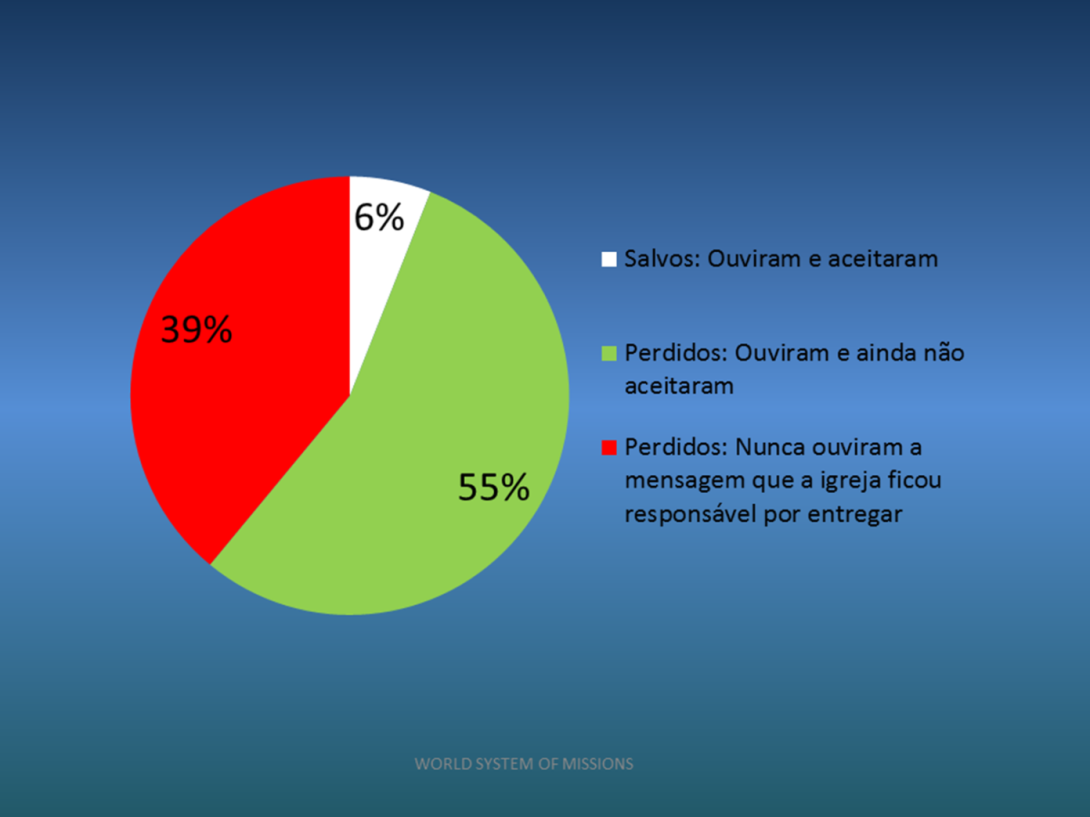 6%
39%
55%
Salvos: Ouviram e aceitaram
Perdidos: Ouviram e ainda não
aceitaram
Perdidos: Nunca ouviram a
mensagem que a igreja ficou
responsável por entregar
WORLD SYSTEM OF MISSIONS